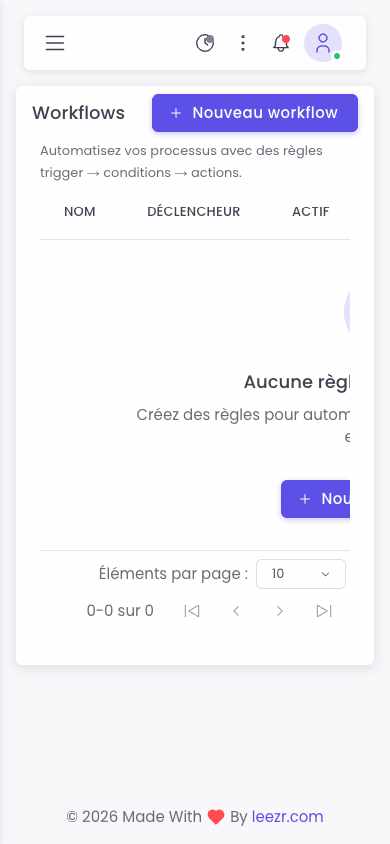 Workflows
Nouveau workflow
Automatisez vos processus avec des règles
trigger → conditions → actions.
NOM DÉCLENCHEUR ACTIF
Aucune règl
Créez des règles pour autom
e
Nou
Éléments par page : 10
0-0 sur 0
© 2026 Made With By leezr.com